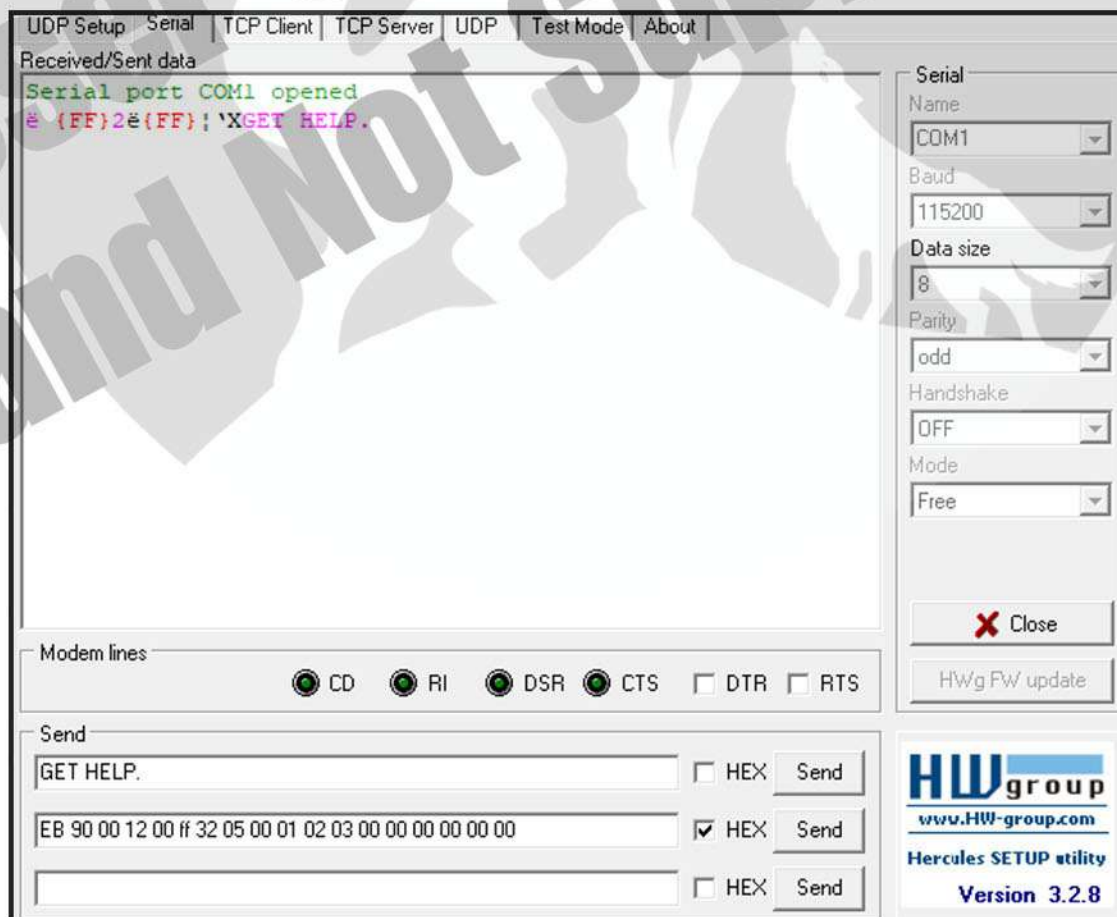 UDP Setup Serial TCP Client TCP Server UDP Test Mode About
Received/Sent data
Serial port COM1 opened
ë {FF}2ë{FF}¦'XGET HELP.
Serial
Name
COM1
Baud
115200
Data size
8
Parity
odd
Handshake
OFF
Mode
Free
Close
HWg FW update
Modem lines
CD RI DSR CTS DTR RTS
Send
GET HELP. HEX Send
EB 90 00 12 00 ff 32 05 00 01 02 03 00 00 00 00 00 00 HEX Send
HEX Send
HWgroup
www.HW-group.com
Hercules SETUP utility
Version 3.2.8
and Not